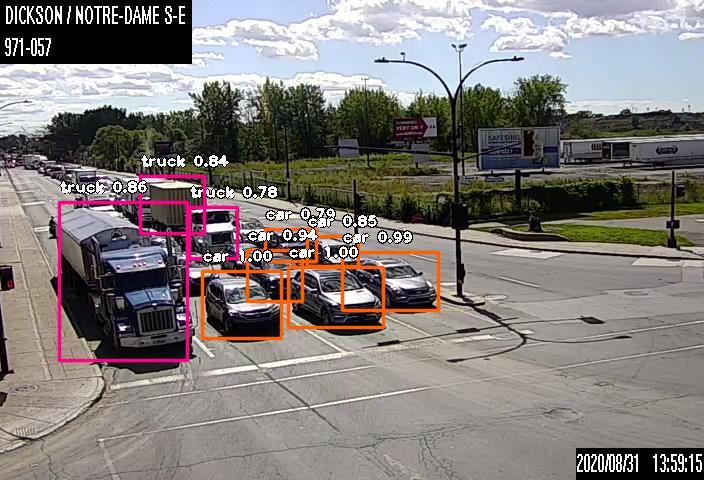 DICKSON / NOTRE-DAME S-E
971-057
truck 0.84
truck 0.86
truck 0.78
car 0.79
car 0.85
car 0.94
car 0.99
car 1.00
car 1.00
2020/08/31 13:59:15